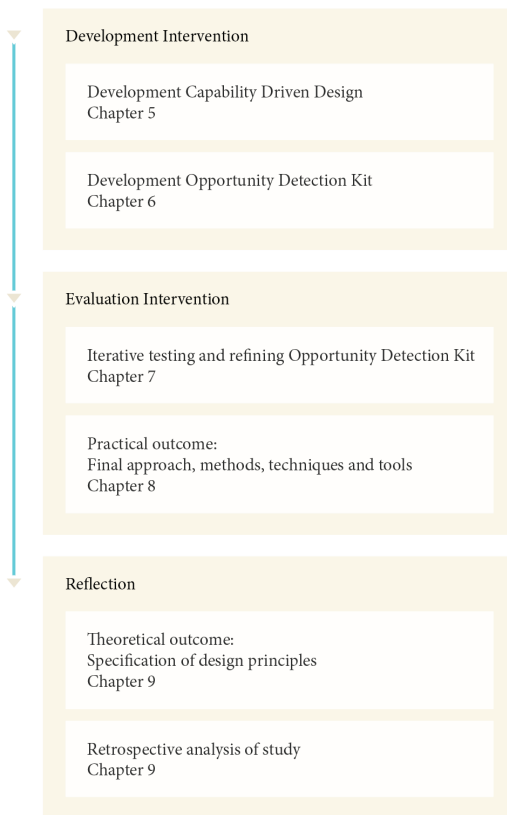 Development Intervention
Development Capability Driven Design
Chapter 5
Development Opportunity Detection Kit
Chapter 6
Evaluation Intervention
Iterative testing and refining Opportunity Detection Kit
Chapter 7
Practical outcome:
Final approach, methods, techniques and tools
Chapter 8
Reflection
Theoretical outcome:
Specification of design principles
Chapter 9
Retrospective analysis of study
Chapter 9